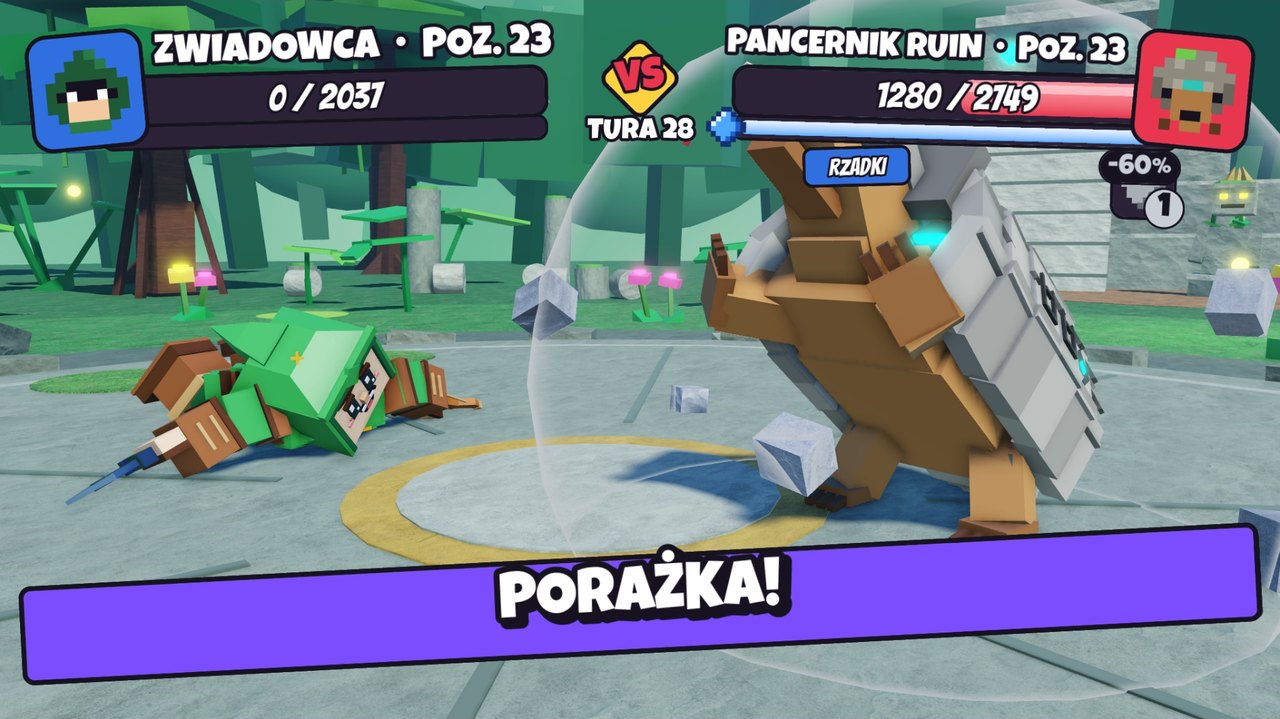 ZWIADOWCA • POZ. 23
0 / 2037
VS
TURA 28
PANCERNIK RUIN • POZ. 23
1280 / 2749
RZADKI
-60%
1
PORAŻKA!